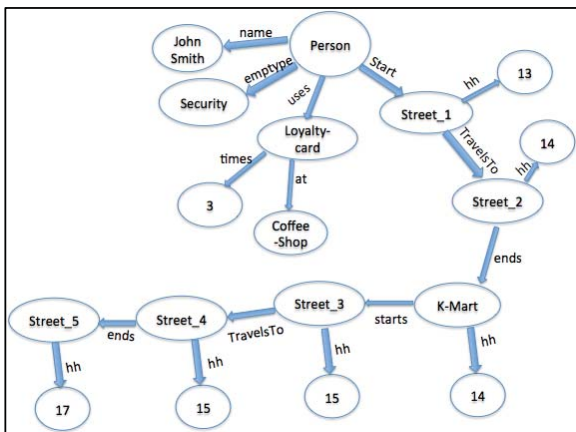 John
Smith
name
Person
emptype
Security
uses
Start
hh
13
Street_1
Loyalty-
card
TravelsTo
14
hh
times
at
Street_2
3
Coffee
-Shop
ends
Street_5
ends
Street_4
TravelsTo
Street_3
starts
K-Mart
hh
hh
hh
hh
17
15
15
14